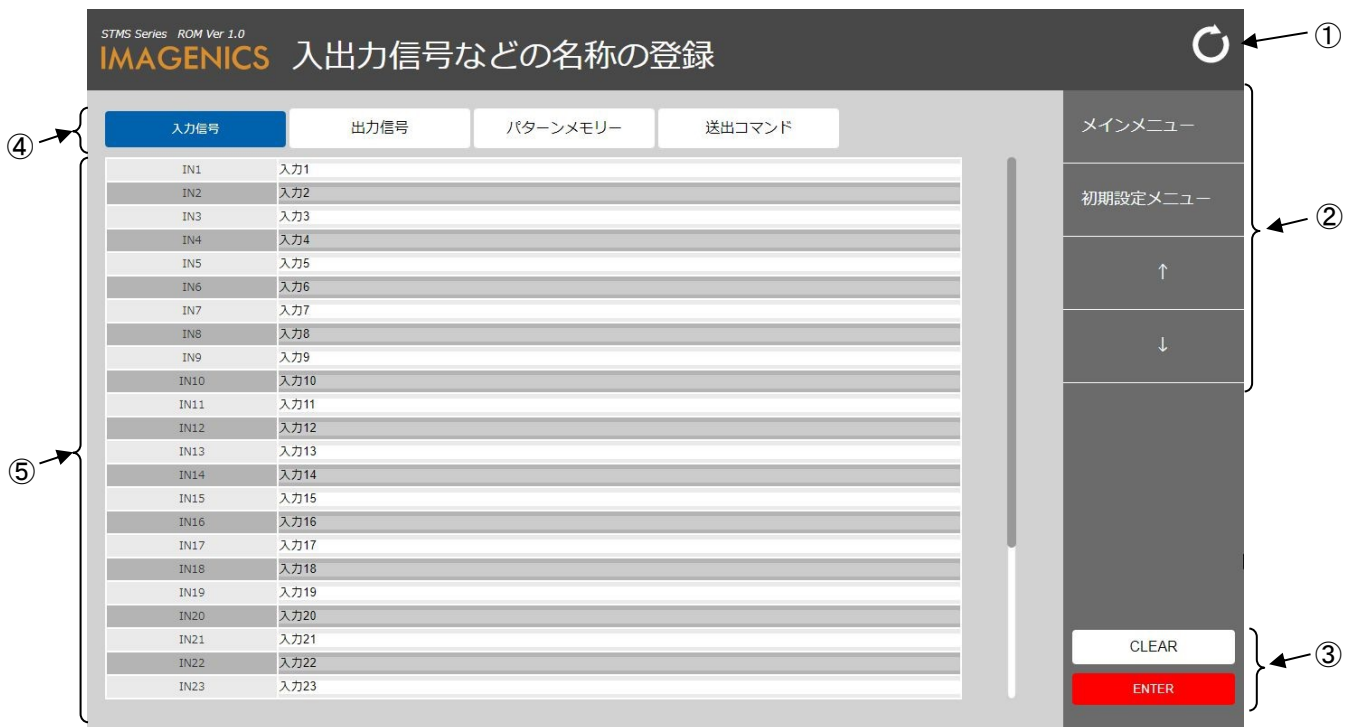 STMS Series ROM Ver 1.0
IMAGENICS 入出力信号などの名称の登録
①
④
入力信号 出力信号 パターンメモリー 送出コマンド
メインメニュー
初期設定メニュー
↑
↓
②
⑤
IN1 入力1
IN2 入力2
IN3 入力3
IN4 入力4
IN5 入力5
IN6 入力6
IN7 入力7
IN8 入力8
IN9 入力9
IN10 入力10
IN11 入力11
IN12 入力12
IN13 入力13
IN14 入力14
IN15 入力15
IN16 入力16
IN17 入力17
IN18 入力18
IN19 入力19
IN20 入力20
IN21 入力21
IN22 入力22
IN23 入力23
CLEAR
ENTER
③